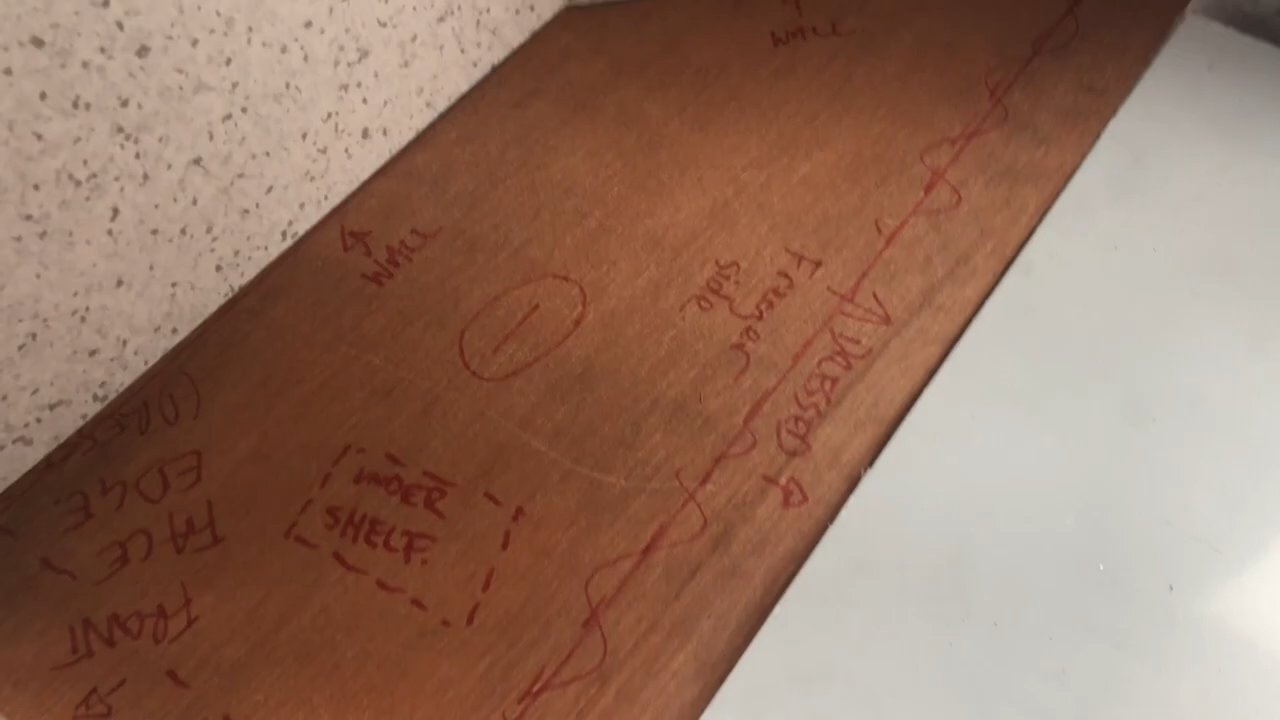 WALL
WALL
1
Freezer
side
DRESSED
UNDER
SHELF.
(DRESSED
EDGE.
FACE
FRONT